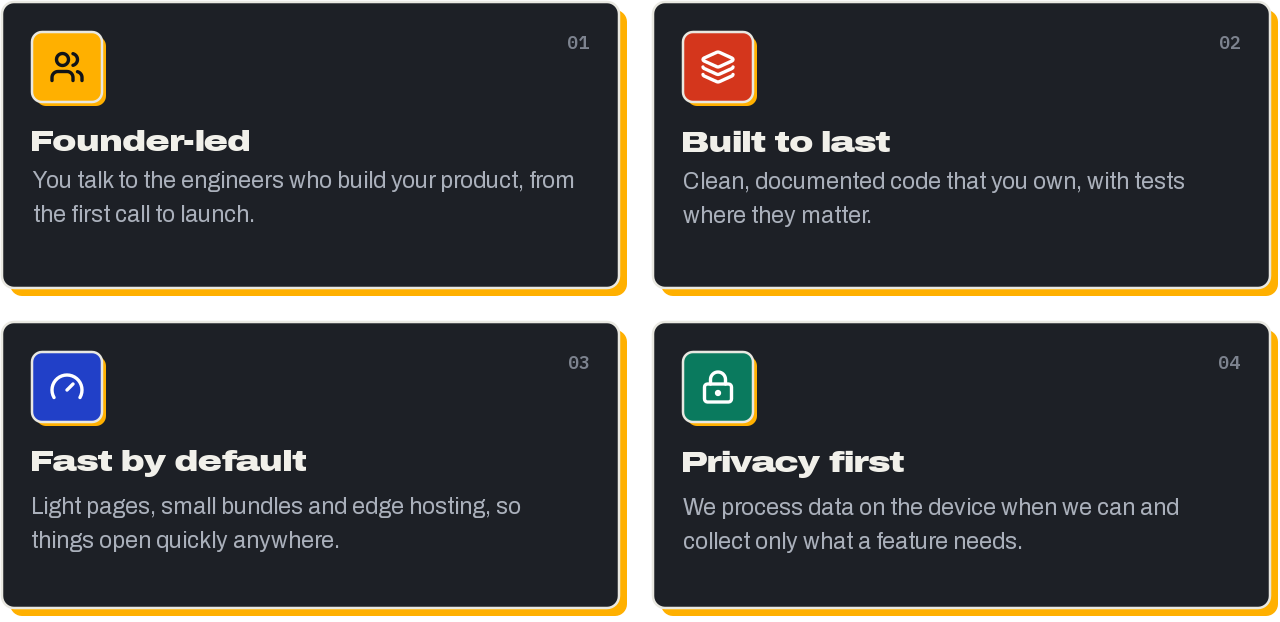 01
Founder-led
You talk to the engineers who build your product, from
the first call to launch.
02
Built to last
Clean, documented code that you own, with tests
where they matter.
03
Fast by default
Light pages, small bundles and edge hosting, so
things open quickly anywhere.
04
Privacy first
We process data on the device when we can and
collect only what a feature needs.